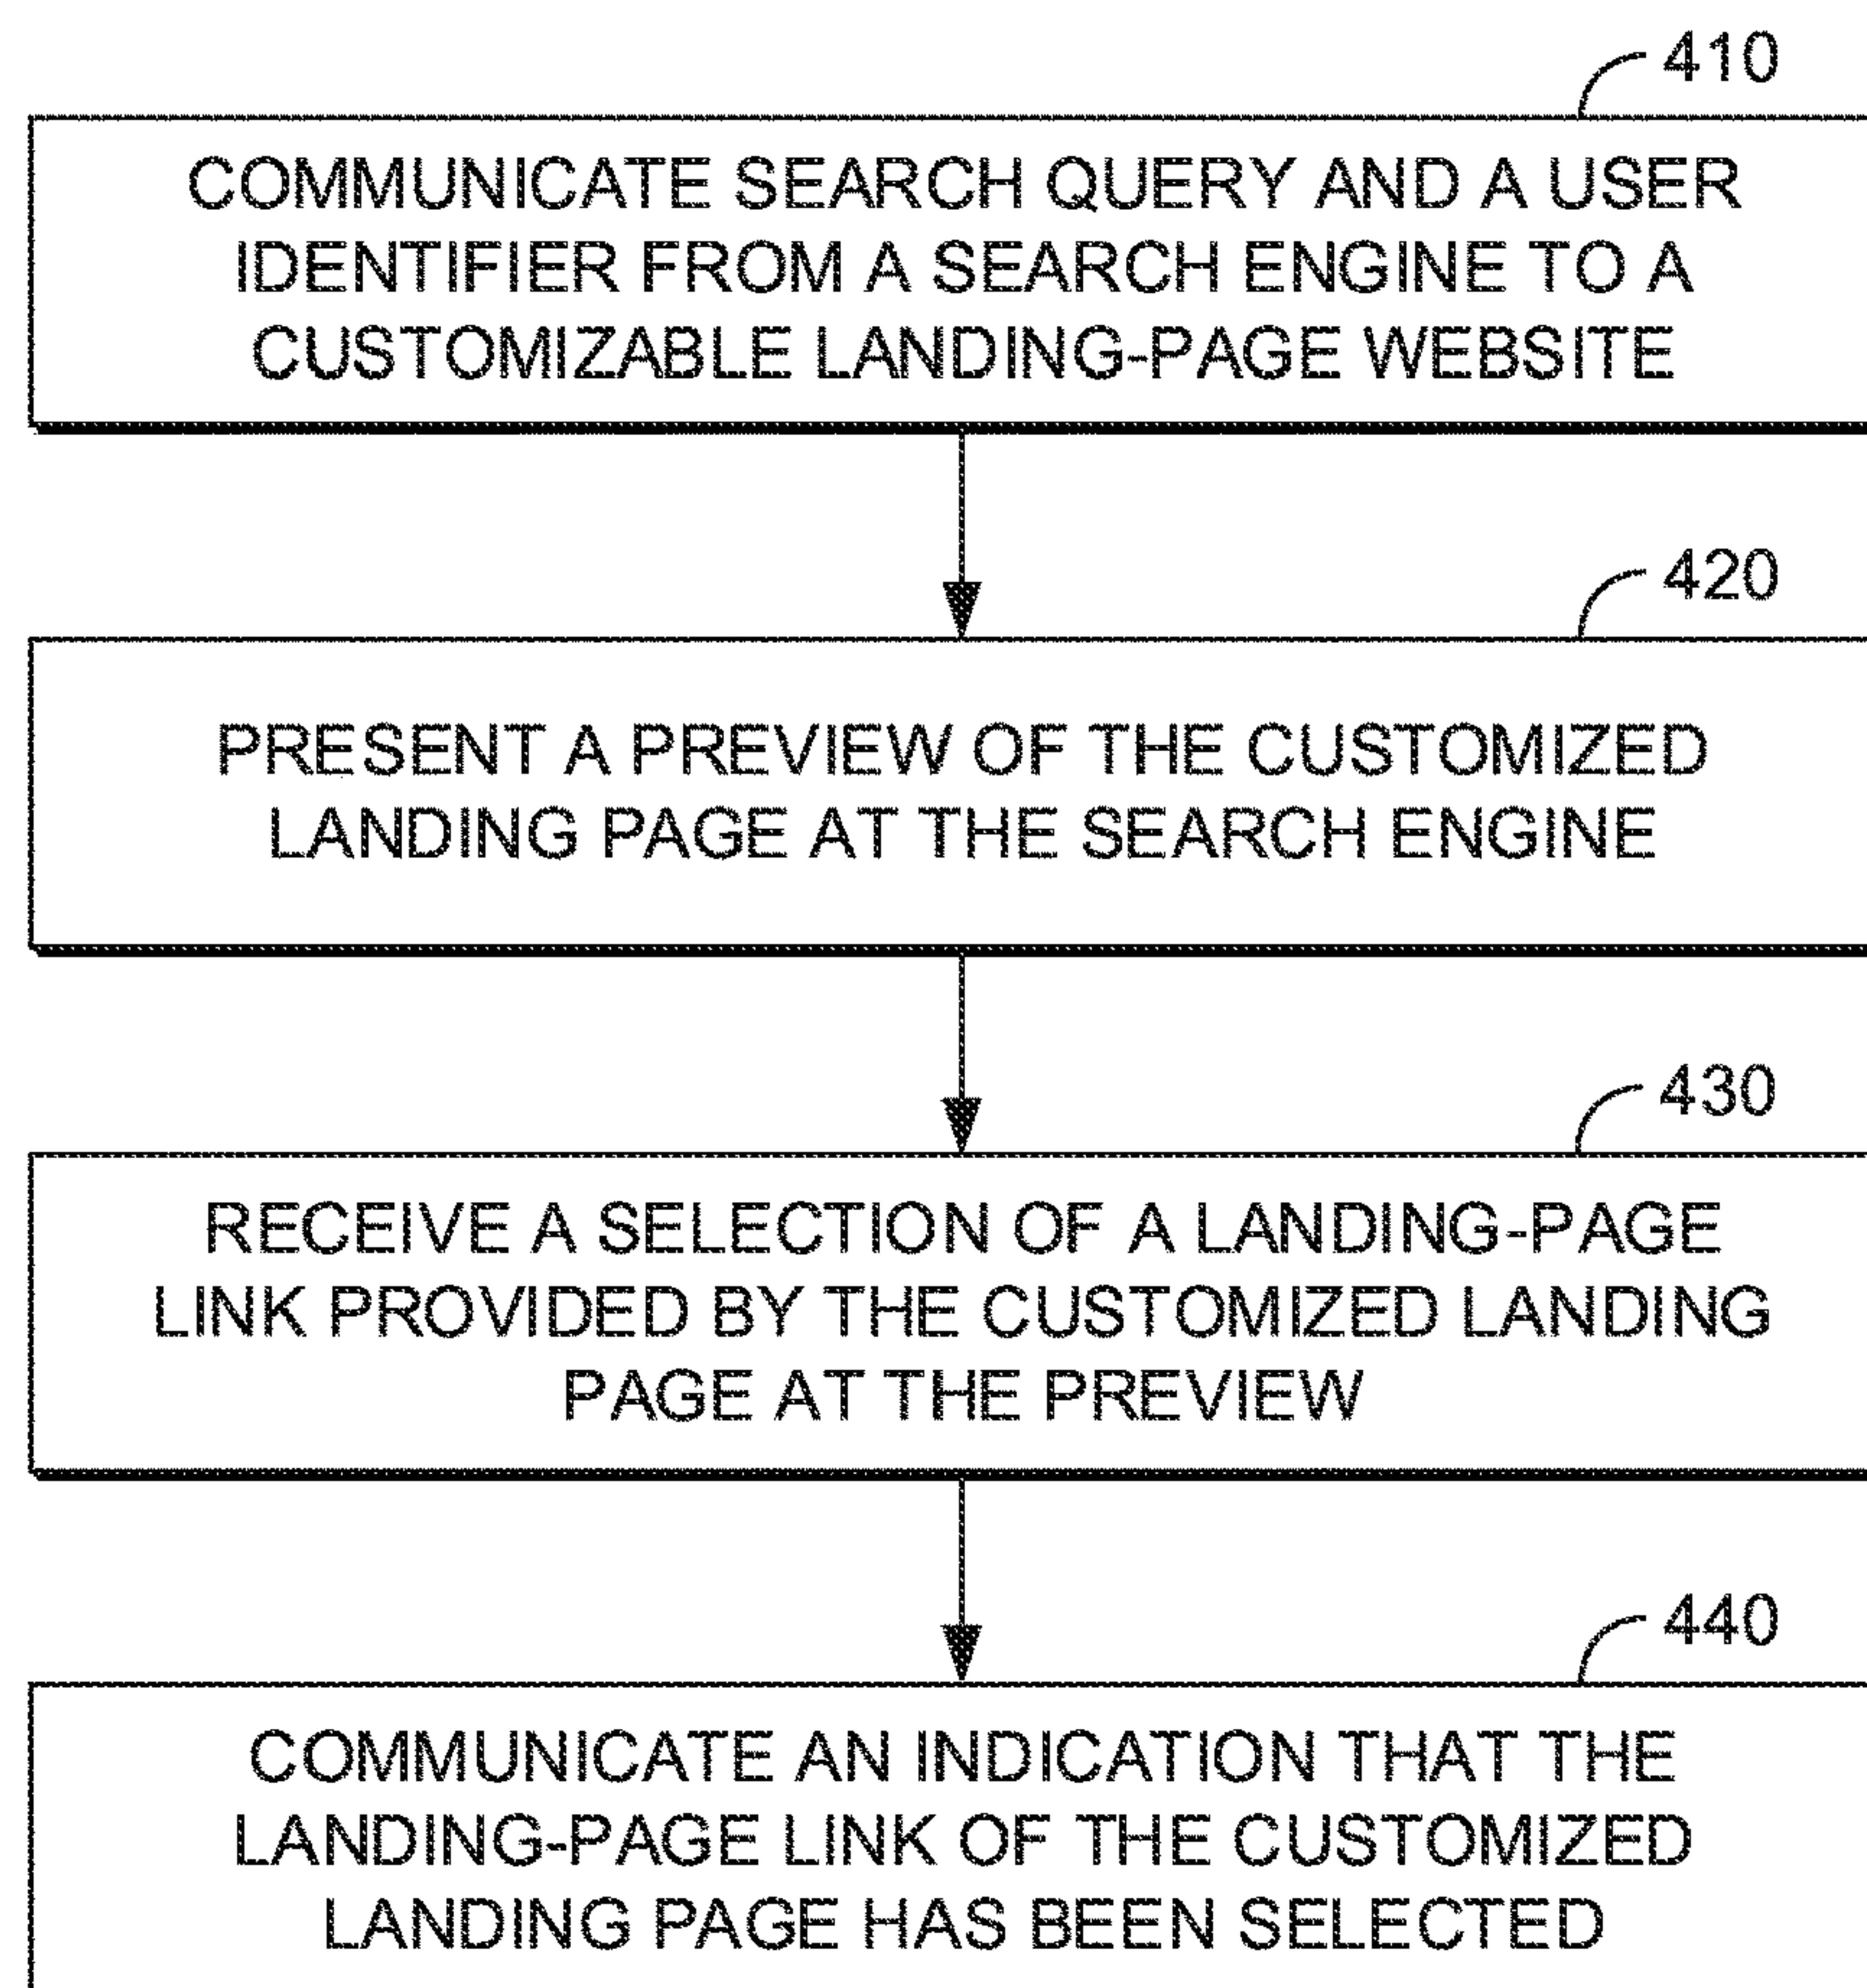 410
COMMUNICATE SEARCH QUERY AND A USER
IDENTIFIER FROM A SEARCH ENGINE TO A
CUSTOMIZABLE LANDING-PAGE WEBSITE
420
PRESENT A PREVIEW OF THE CUSTOMIZED
LANDING PAGE AT THE SEARCH ENGINE
430
RECEIVE A SELECTION OF A LANDING-PAGE
LINK PROVIDED BY THE CUSTOMIZED LANDING
PAGE AT THE PREVIEW
440
COMMUNICATE AN INDICATION THAT THE
LANDING-PAGE LINK OF THE CUSTOMIZED
LANDING PAGE HAS BEEN SELECTED